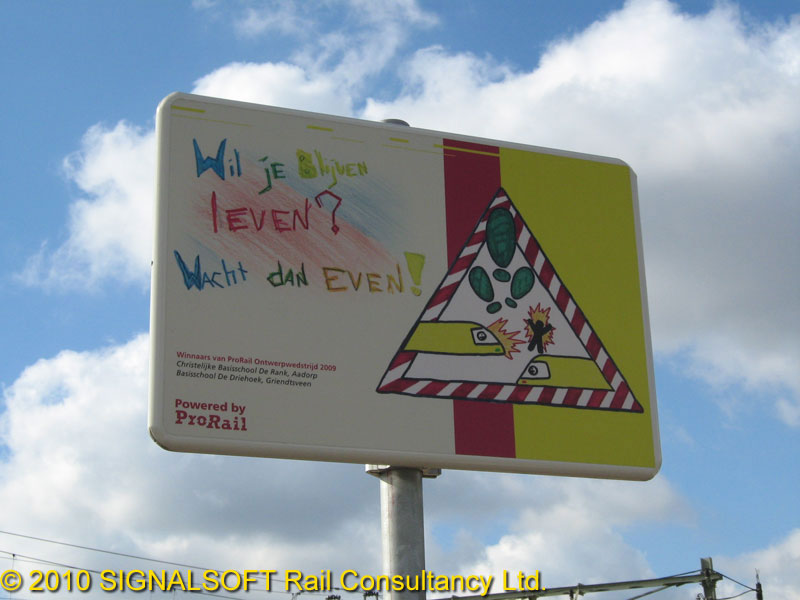 Wil je Blijven
leven?
Wacht dan EVEN!
Winnaars van ProRail Ontwerpwedstrijd 2009
Christelijke Basisschool De Rank, Aadorp
Basisschool De Driehoek, Griendtsveen
Powered by
ProRail
© 2010 SIGNALSOFT Rail Consultancy Ltd.